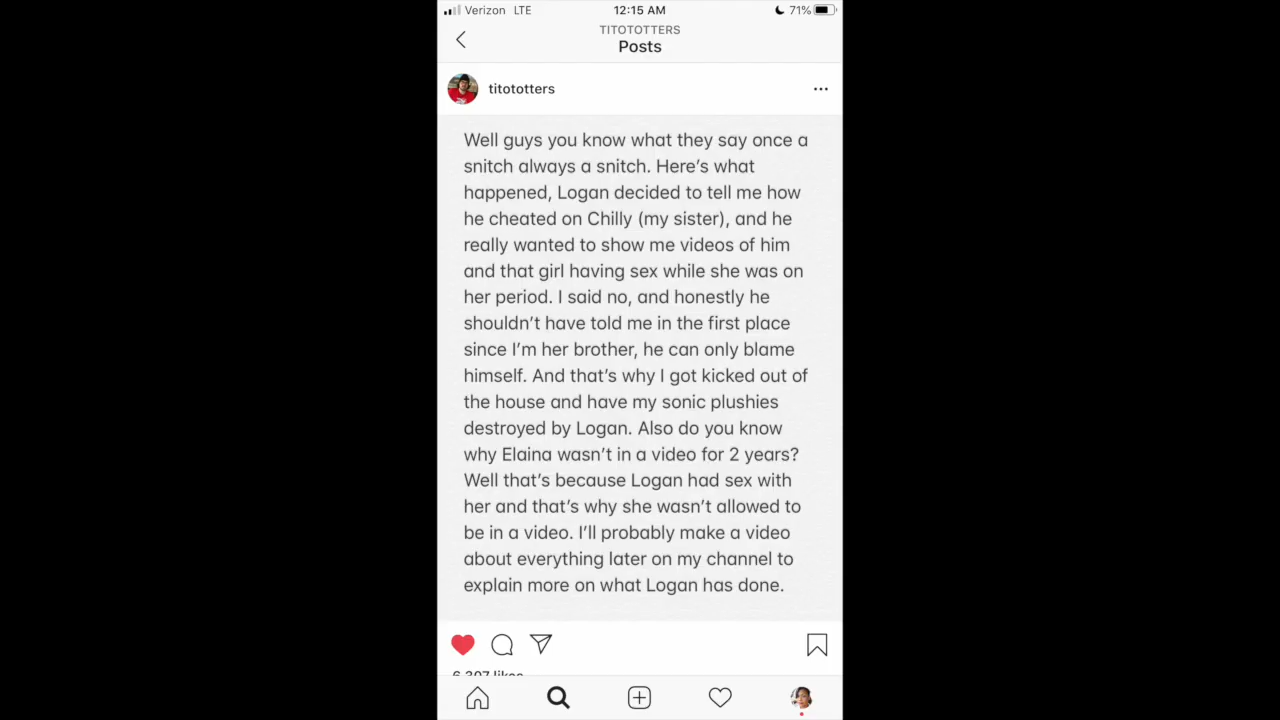 Verizon LTE 12:15 AM 71%
TITOTOTTERS
Posts
titototters
Well guys you know what they say once a
snitch always a snitch. Here’s what
happened, Logan decided to tell me how
he cheated on Chilly (my sister), and he
really wanted to show me videos of him
and that girl having sex while she was on
her period. I said no, and honestly he
shouldn’t have told me in the first place
since I’m her brother, he can only blame
himself. And that’s why I got kicked out of
the house and have my sonic plushies
destroyed by Logan. Also do you know
why Elaina wasn’t in a video for 2 years?
Well that’s because Logan had sex with
her and that’s why she wasn’t allowed to
be in a video. I’ll probably make a video
about everything later on my channel to
explain more on what Logan has done.
6,307 likes